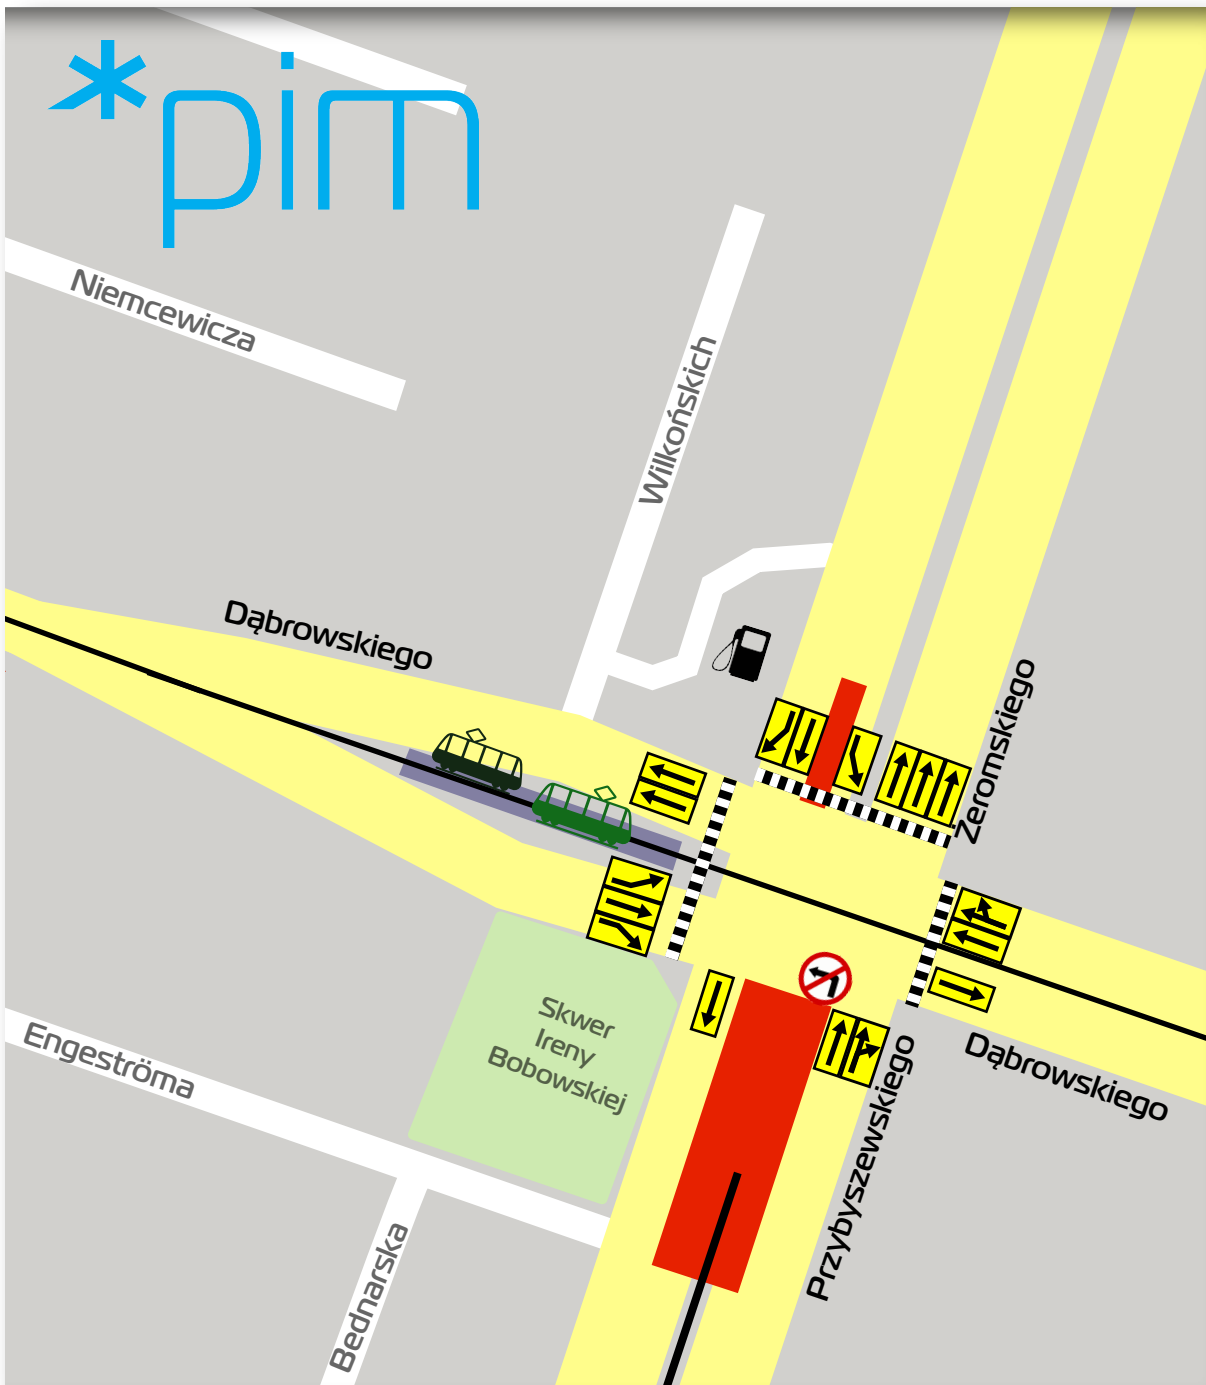 *pim
Niemcewicza
Wilkońskich
Dąbrowskiego
Żeromskiego
Skwer
Ireny
Bobowskiej
Engeströma
Dąbrowskiego
Przybyszewskiego
Bednarska